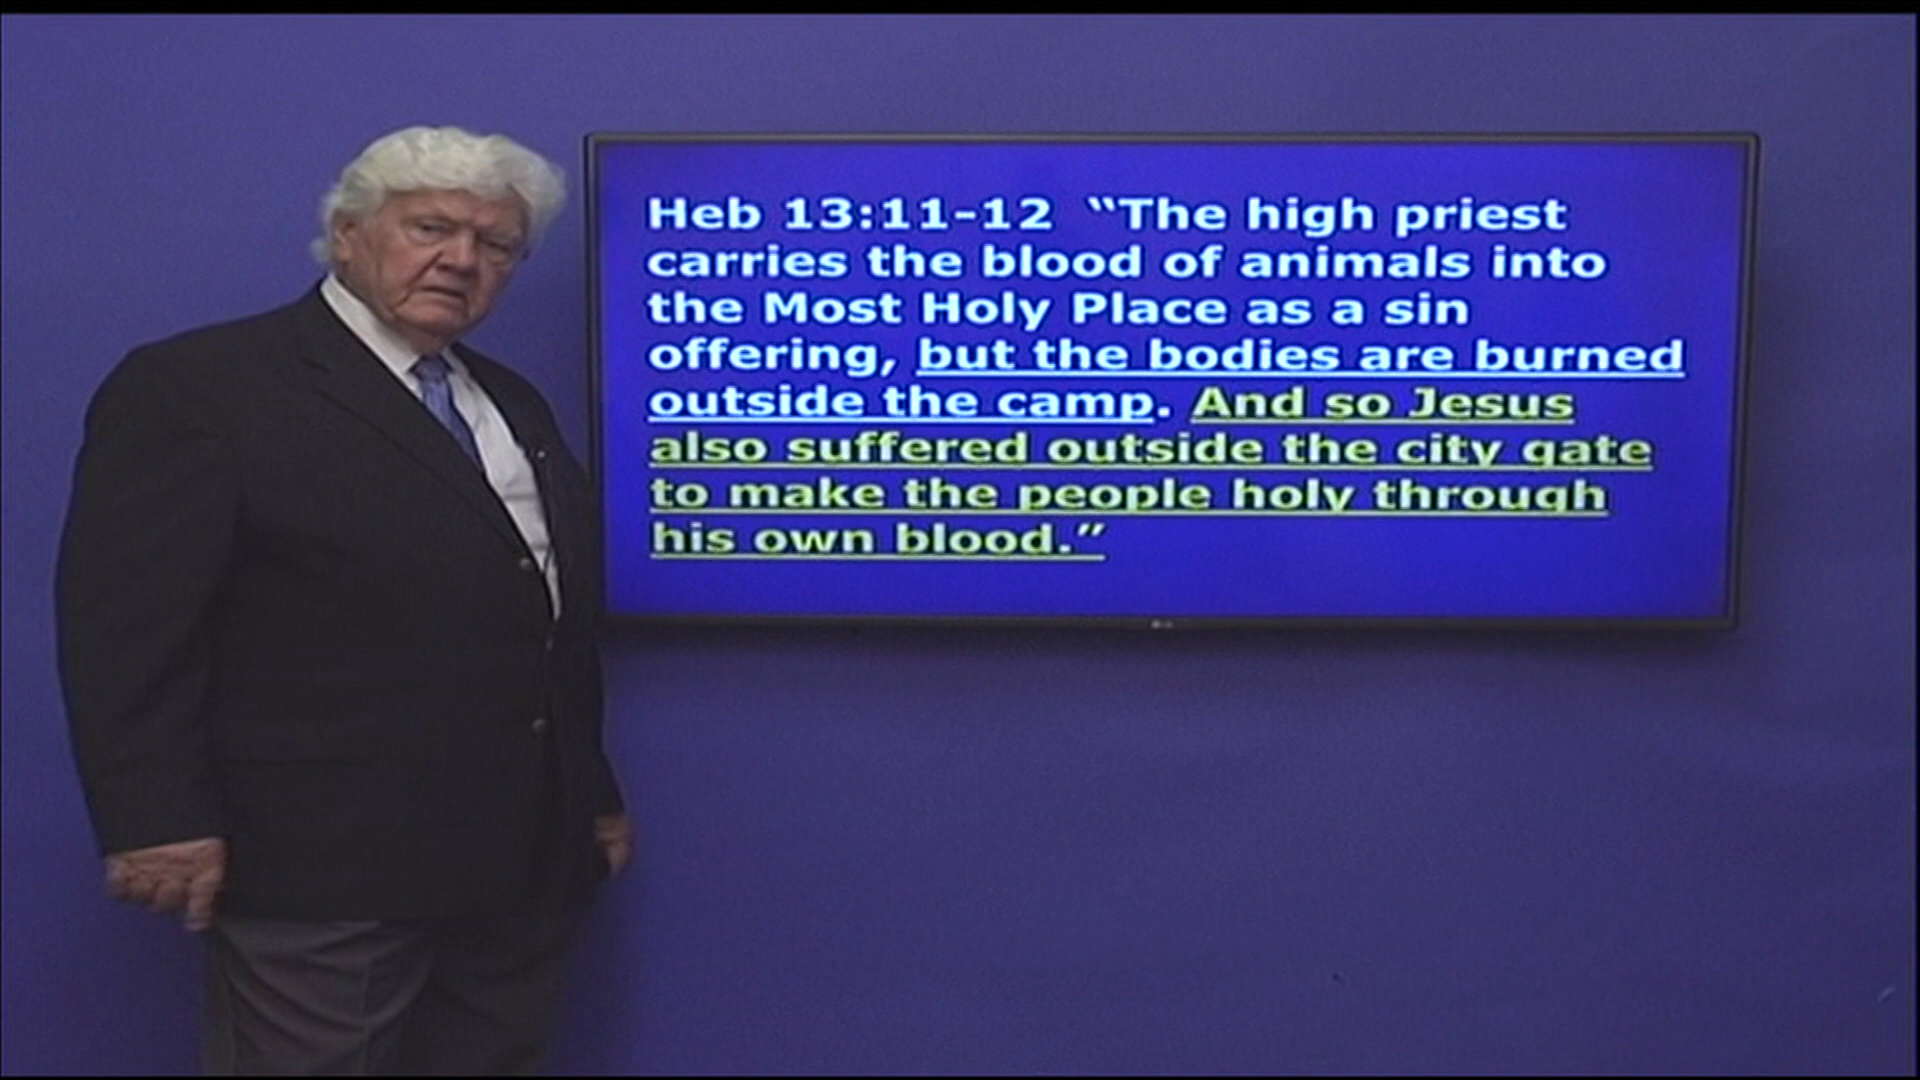 Heb 13:11-12 “The high priest
carries the blood of animals into
the Most Holy Place as a sin
offering, but the bodies are burned
outside the camp. And so Jesus
also suffered outside the city gate
to make the people holy through
his own blood.”